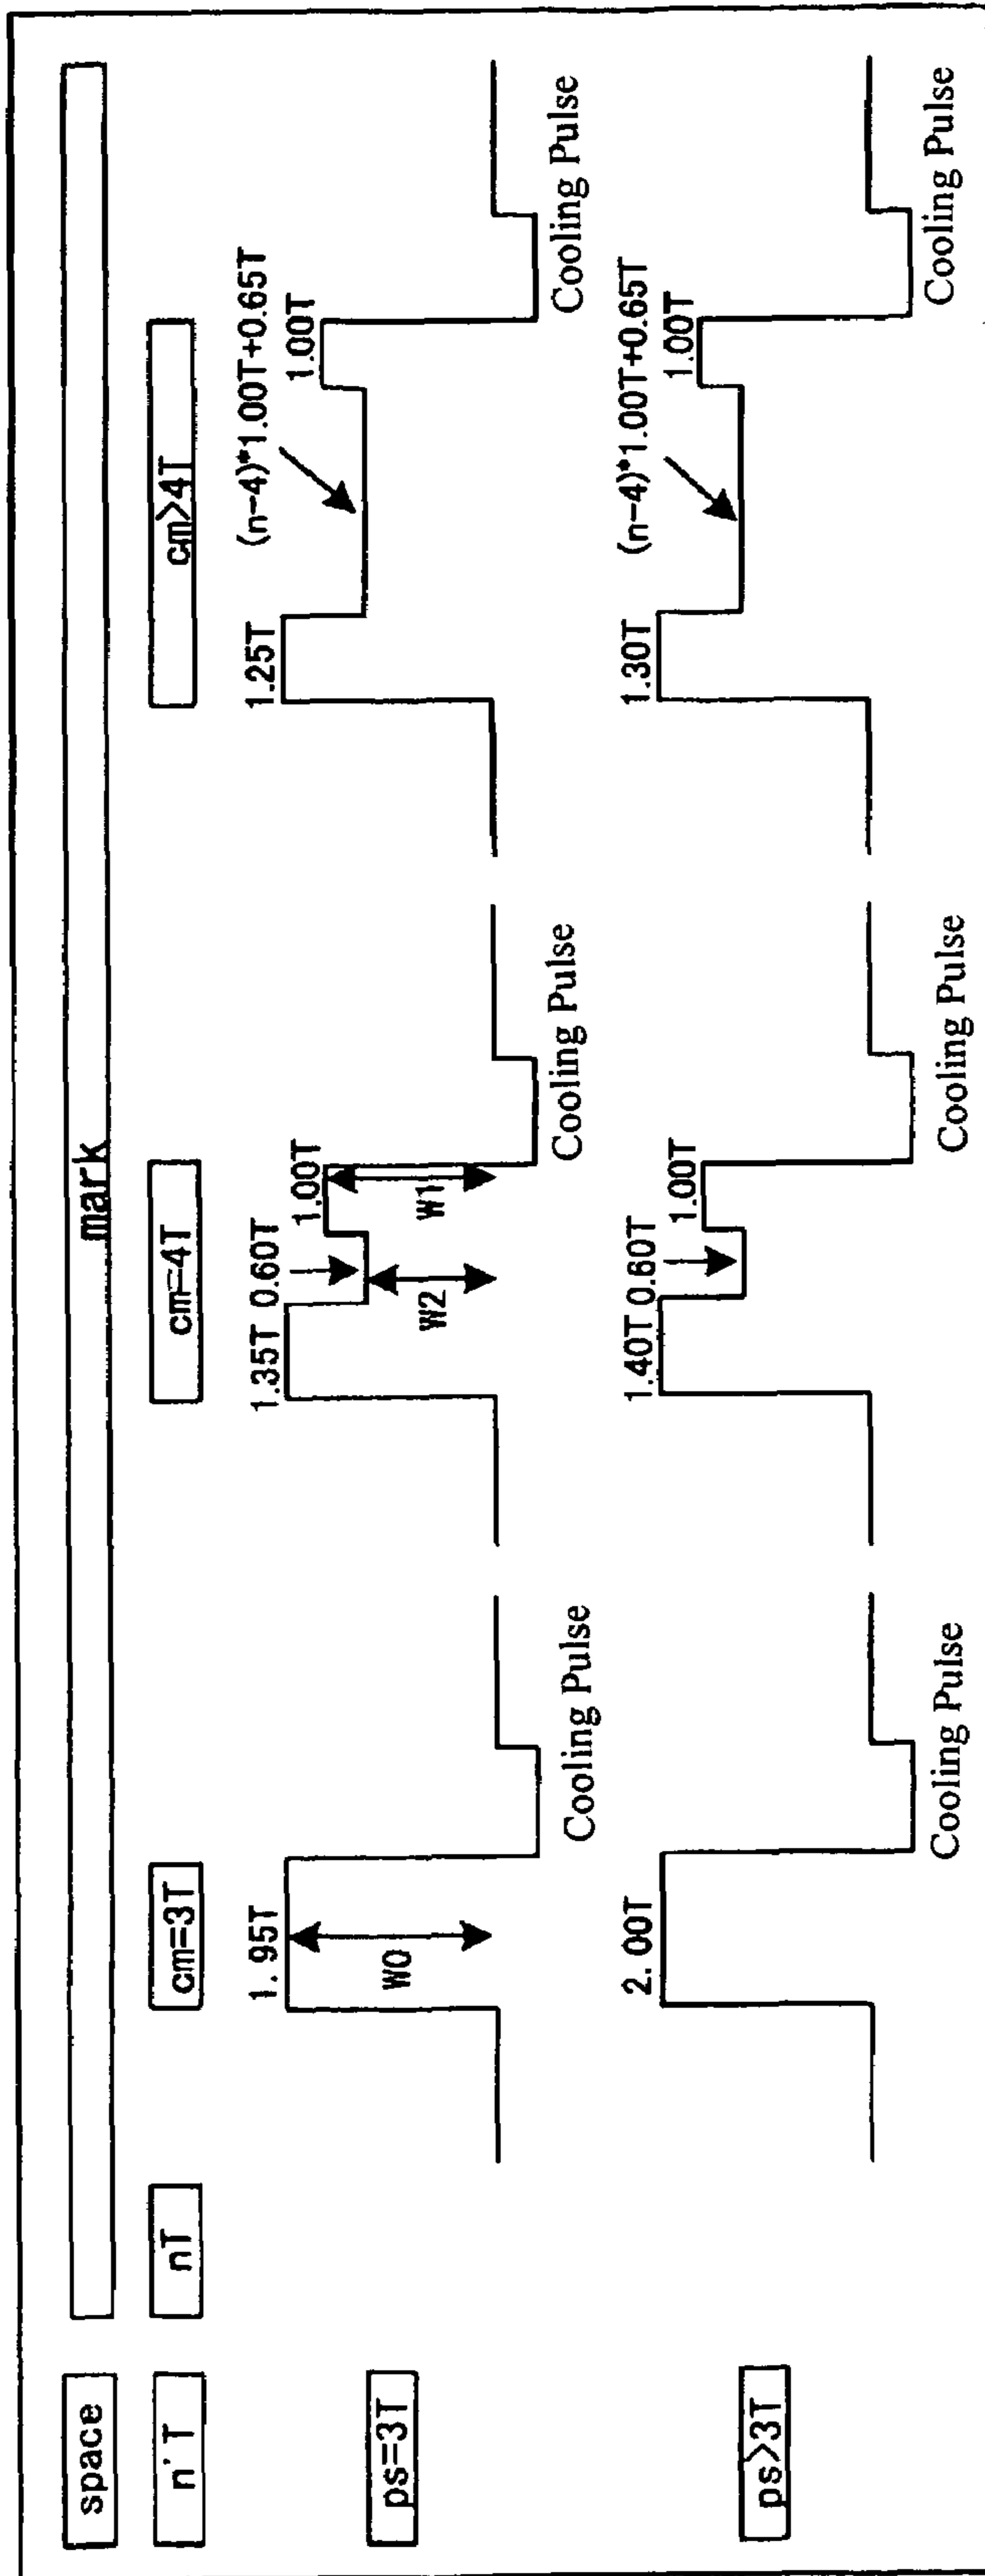 space
mark
n'T
nT
cm=3T
cm=4T
cm>4T
ps=3T
1.95T
W0
Cooling Pulse
1.35T
0.60T
1.00T
W2
W1
Cooling Pulse
1.25T
(n-4)*1.00T+0.65T
1.00T
Cooling Pulse
ps>3T
2.00T
Cooling Pulse
1.40T
0.60T
1.00T
Cooling Pulse
1.30T
(n-4)*1.00T+0.65T
1.00T
Cooling Pulse